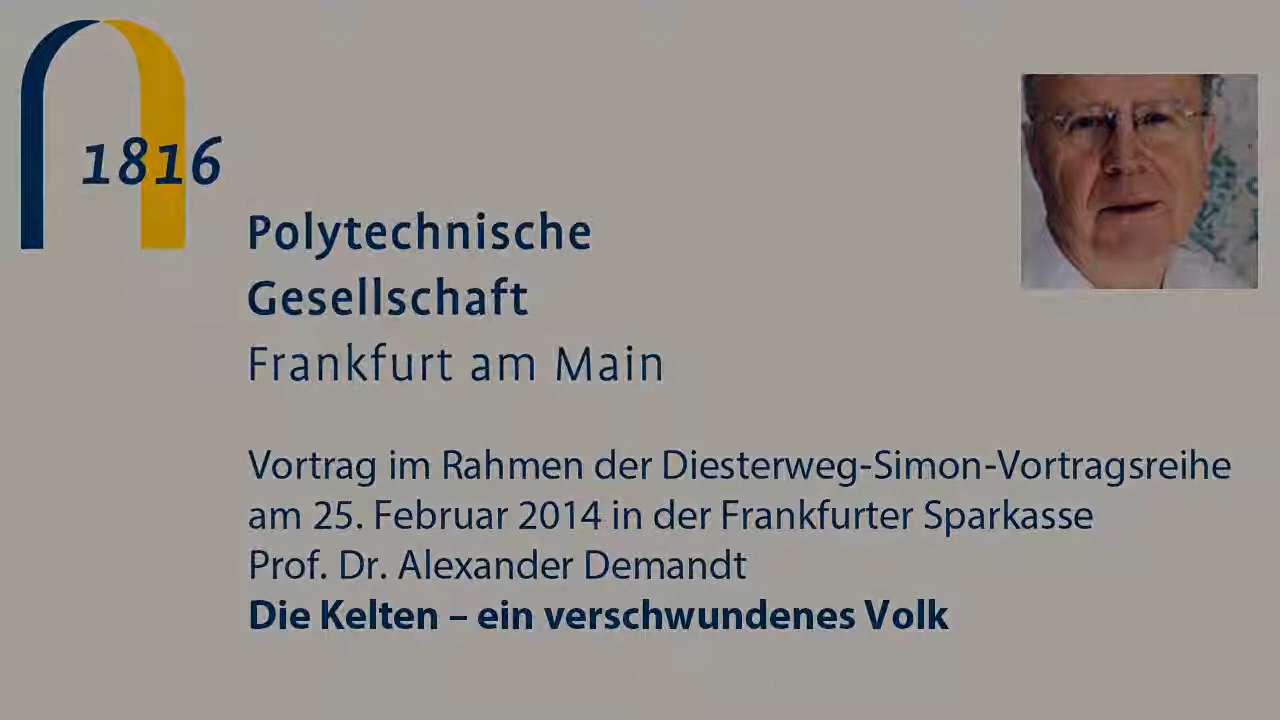 1816
Polytechnische
Gesellschaft
Frankfurt am Main
Vortrag im Rahmen der Diesterweg-Simon-Vortragsreihe
am 25. Februar 2014 in der Frankfurter Sparkasse
Prof. Dr. Alexander Demandt
Die Kelten – ein verschwundenes Volk